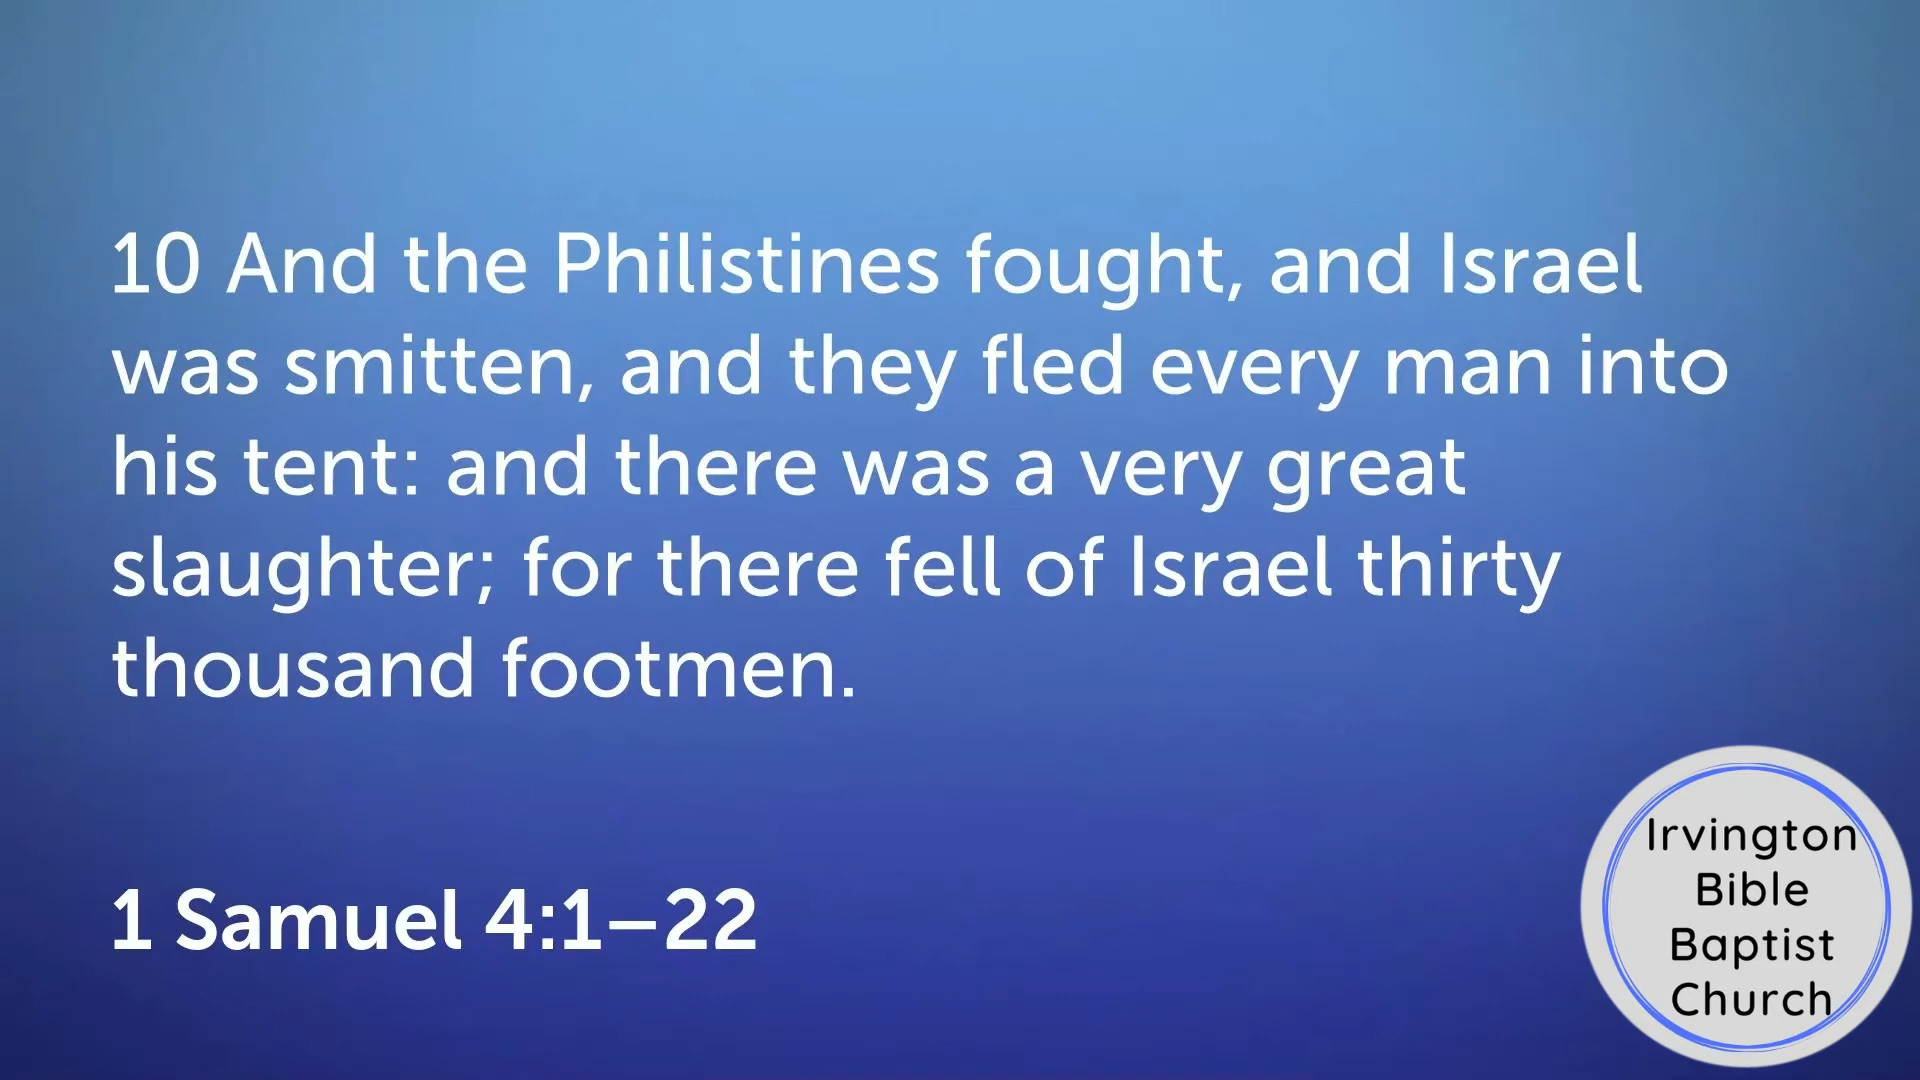 10 And the Philistines fought, and Israel
was smitten, and they fled every man into
his tent: and there was a very great
slaughter; for there fell of Israel thirty
thousand footmen.
1 Samuel 4:1–22
Irvington
Bible
Baptist
Church